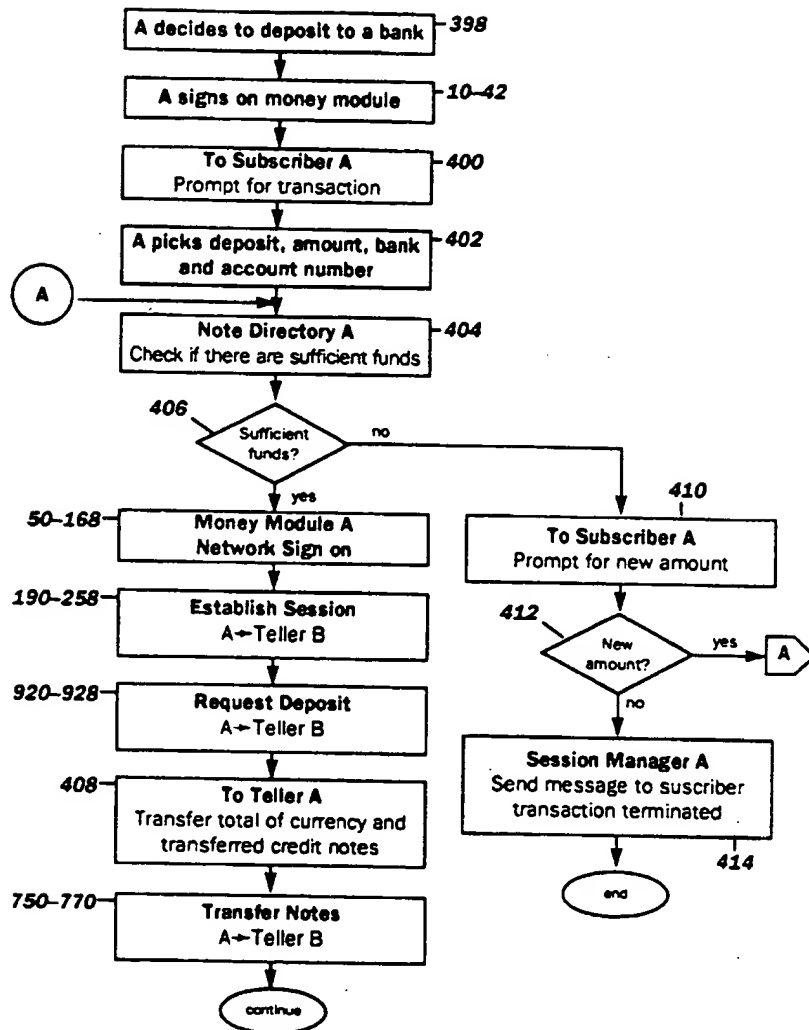 A decides to deposit to a bank
398
A signs on money module
10-42
To Subscriber A
400
Prompt for transaction
A picks deposit, amount, bank
402
and account number
A
Note Directory A
404
Check if there are sufficient funds
406
Sufficient
funds?
no
yes
50-168
Money Module A
Network Sign on
190-258
Establish Session
A→Teller B
920-928
Request Deposit
A→Teller B
408
To Teller A
Transfer total of currency and
transferred credit notes
750-770
Transfer Notes
A→Teller B
continue
410
To Subscriber A
Prompt for new amount
412
New
amount?
yes
A
no
Session Manager A
Send message to suscriber
transaction terminated
414
end